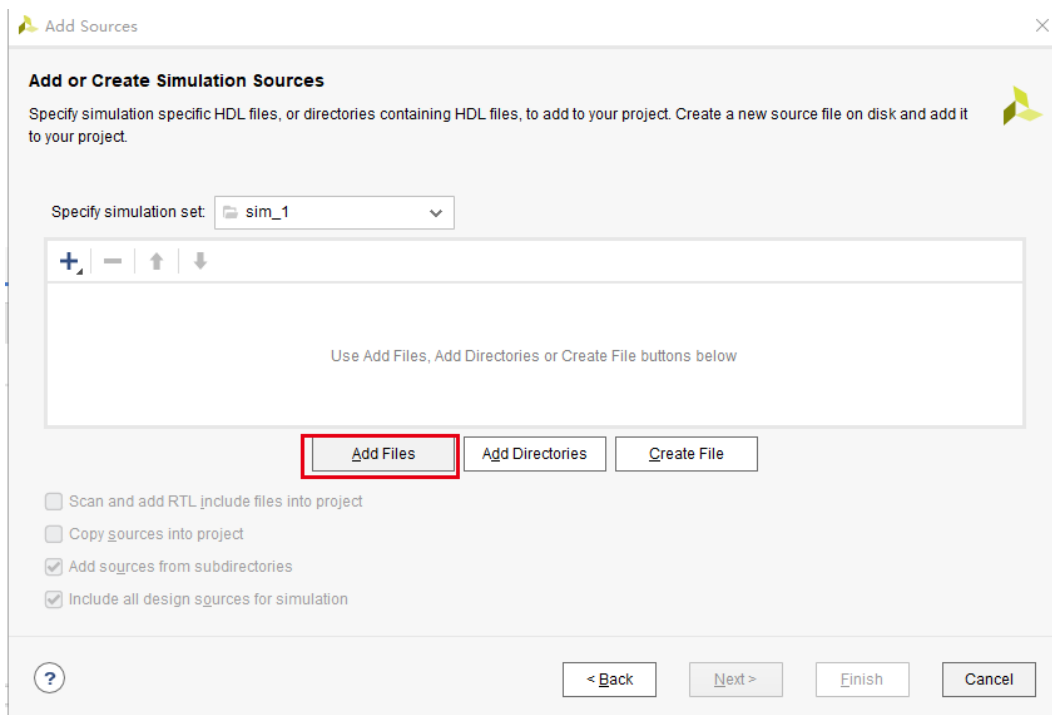 Add Sources
Add or Create Simulation Sources
Specify simulation specific HDL files, or directories containing HDL files, to add to your project. Create a new source file on disk and add it
to your project.
Specify simulation set: sim_1
Use Add Files, Add Directories or Create File buttons below
Add Files Add Directories Create File
Scan and add RTL include files into project
Copy sources into project
Add sources from subdirectories
Include all design sources for simulation
? < Back Next > Finish Cancel